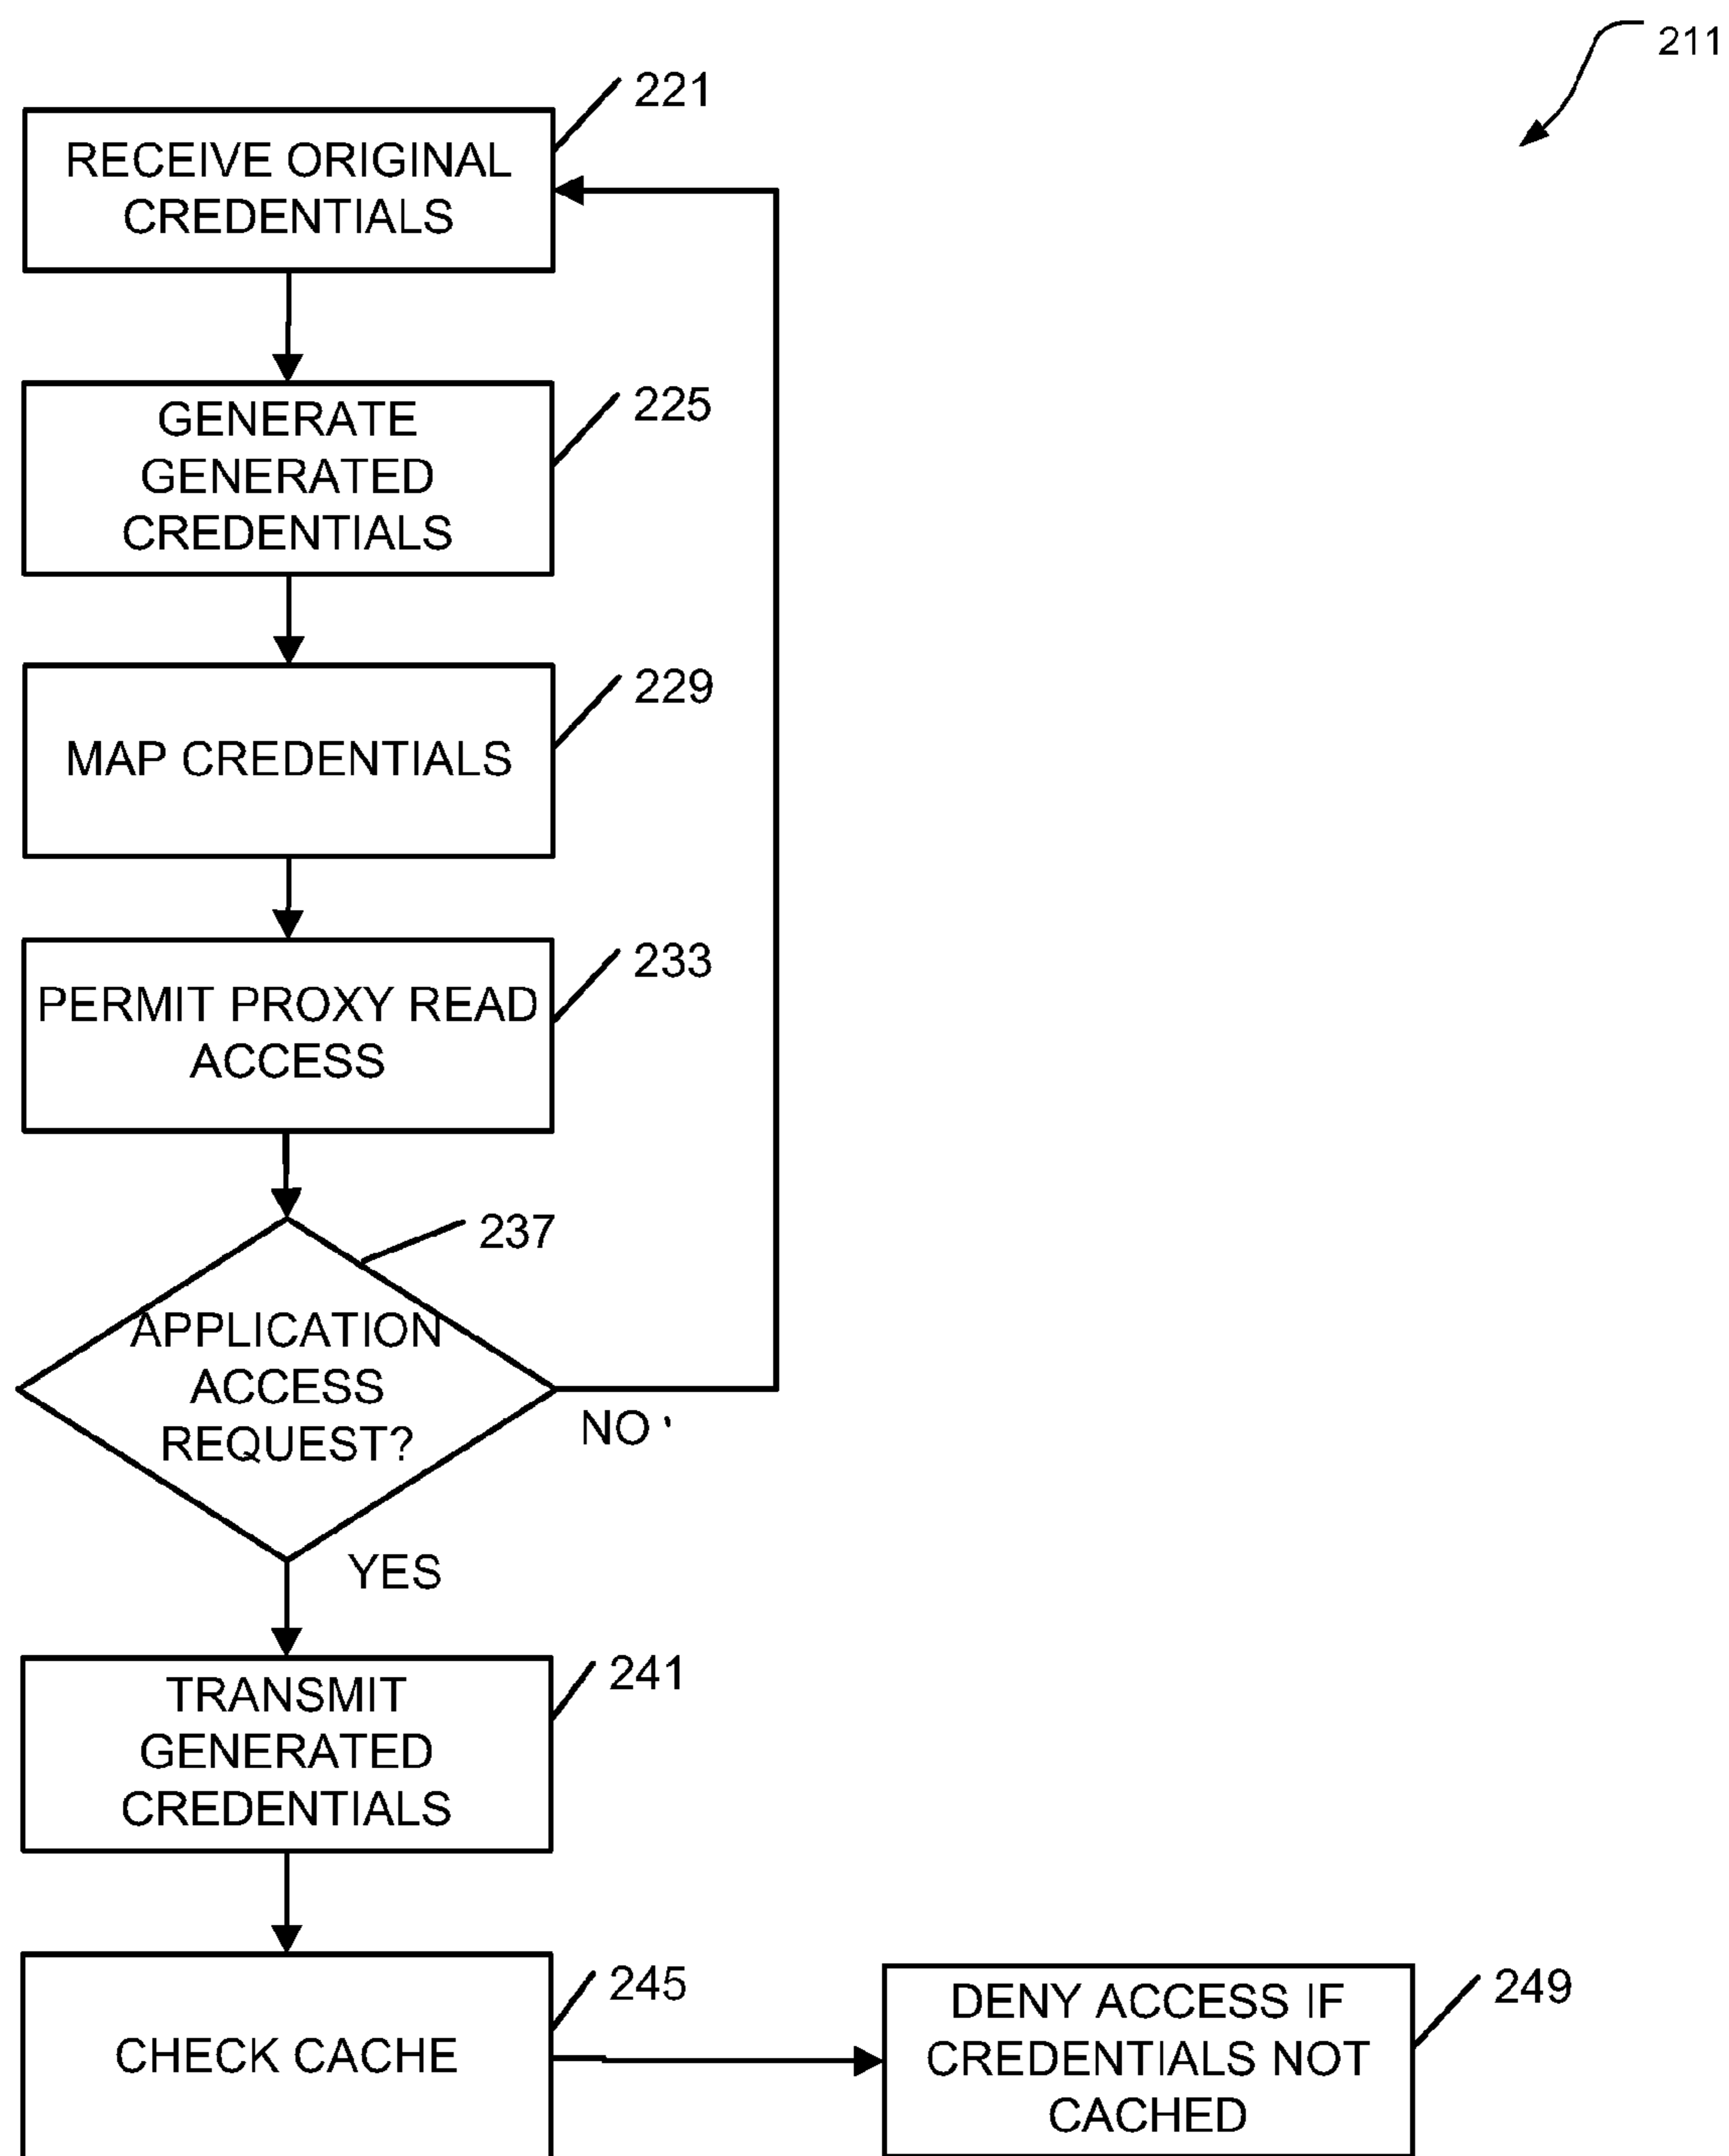 211
221
RECEIVE ORIGINAL
CREDENTIALS
225
GENERATE
GENERATED
CREDENTIALS
229
MAP CREDENTIALS
233
PERMIT PROXY READ
ACCESS
237
APPLICATION
ACCESS
REQUEST?
NO
YES
241
TRANSMIT
GENERATED
CREDENTIALS
245
CHECK CACHE
249
DENY ACCESS IF
CREDENTIALS NOT
CACHED